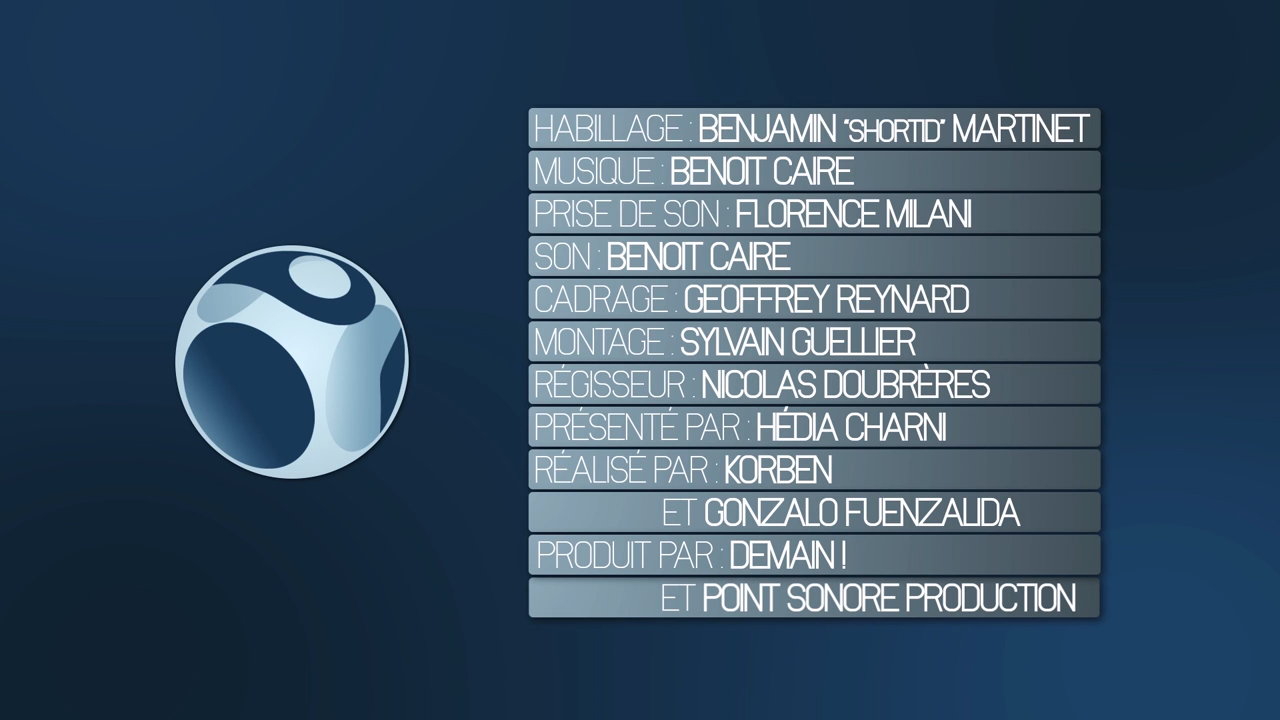 HABILLAGE : BENJAMIN "SHORTID" MARTINET
MUSIQUE : BENOIT CAIRE
PRISE DE SON : FLORENCE MILANI
SON : BENOIT CAIRE
CADRAGE : GEOFFREY REYNARD
MONTAGE : SYLVAIN GUELLIER
RÉGISSEUR : NICOLAS DOUBRÈRES
PRÉSENTÉ PAR : HÉDIA CHARNI
RÉALISÉ PAR : KORBEN
ET GONZALO FUENZALIDA
PRODUIT PAR : DEMAIN !
ET POINT SONORE PRODUCTION